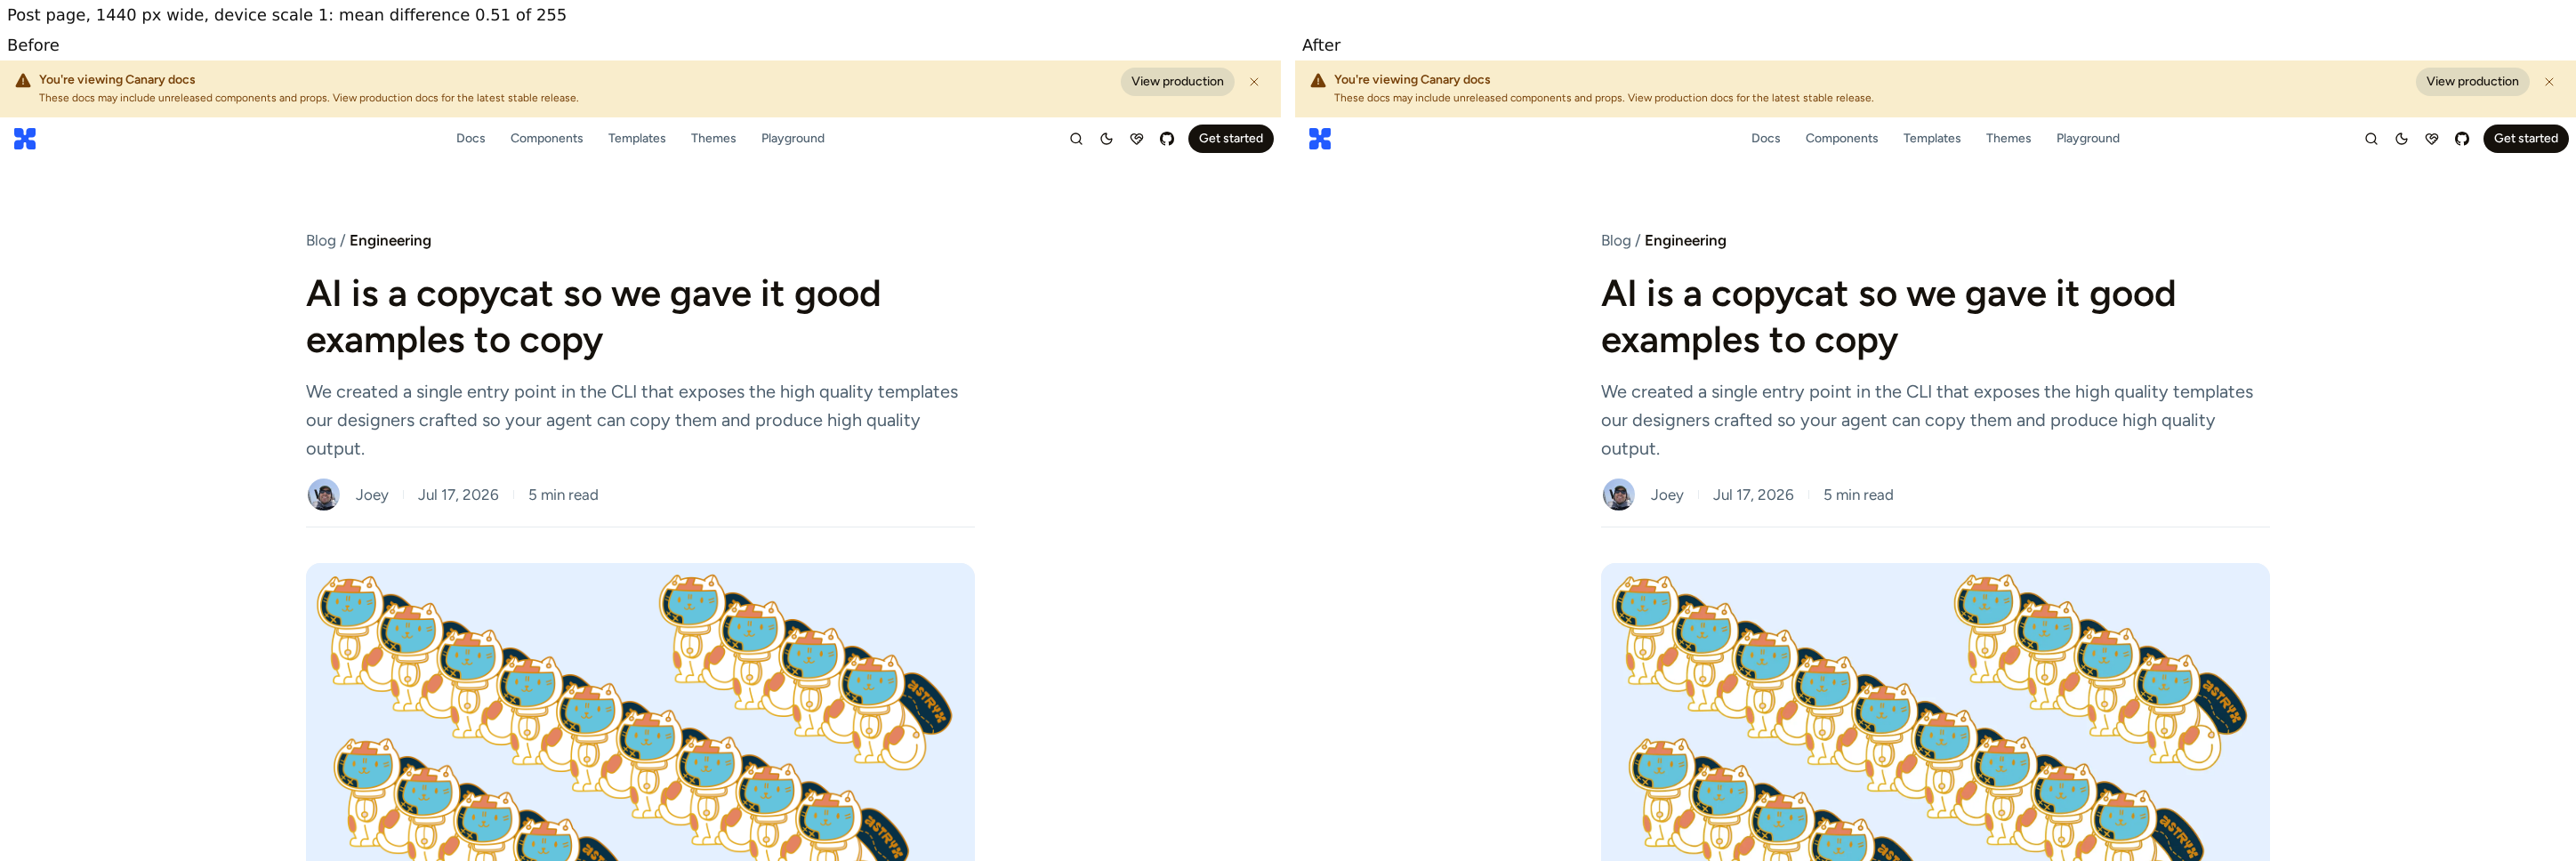 Post page, 1440 px wide, device scale 1: mean difference 0.51 of 255
Before
You're viewing Canary docs
These docs may include unreleased components and props. View production docs for the latest stable release.
View production
Docs Components Templates Themes Playground
Get started
Blog / Engineering
AI is a copycat so we gave it good
examples to copy
We created a single entry point in the CLI that exposes the high quality templates
our designers crafted so your agent can copy them and produce high quality
output.
Joey Jul 17, 2026 5 min read
ASTRYX
ASTRYX
After
You're viewing Canary docs
These docs may include unreleased components and props. View production docs for the latest stable release.
View production
Docs Components Templates Themes Playground
Get started
Blog / Engineering
AI is a copycat so we gave it good
examples to copy
We created a single entry point in the CLI that exposes the high quality templates
our designers crafted so your agent can copy them and produce high quality
output.
Joey Jul 17, 2026 5 min read
ASTRYX
ASTRYX